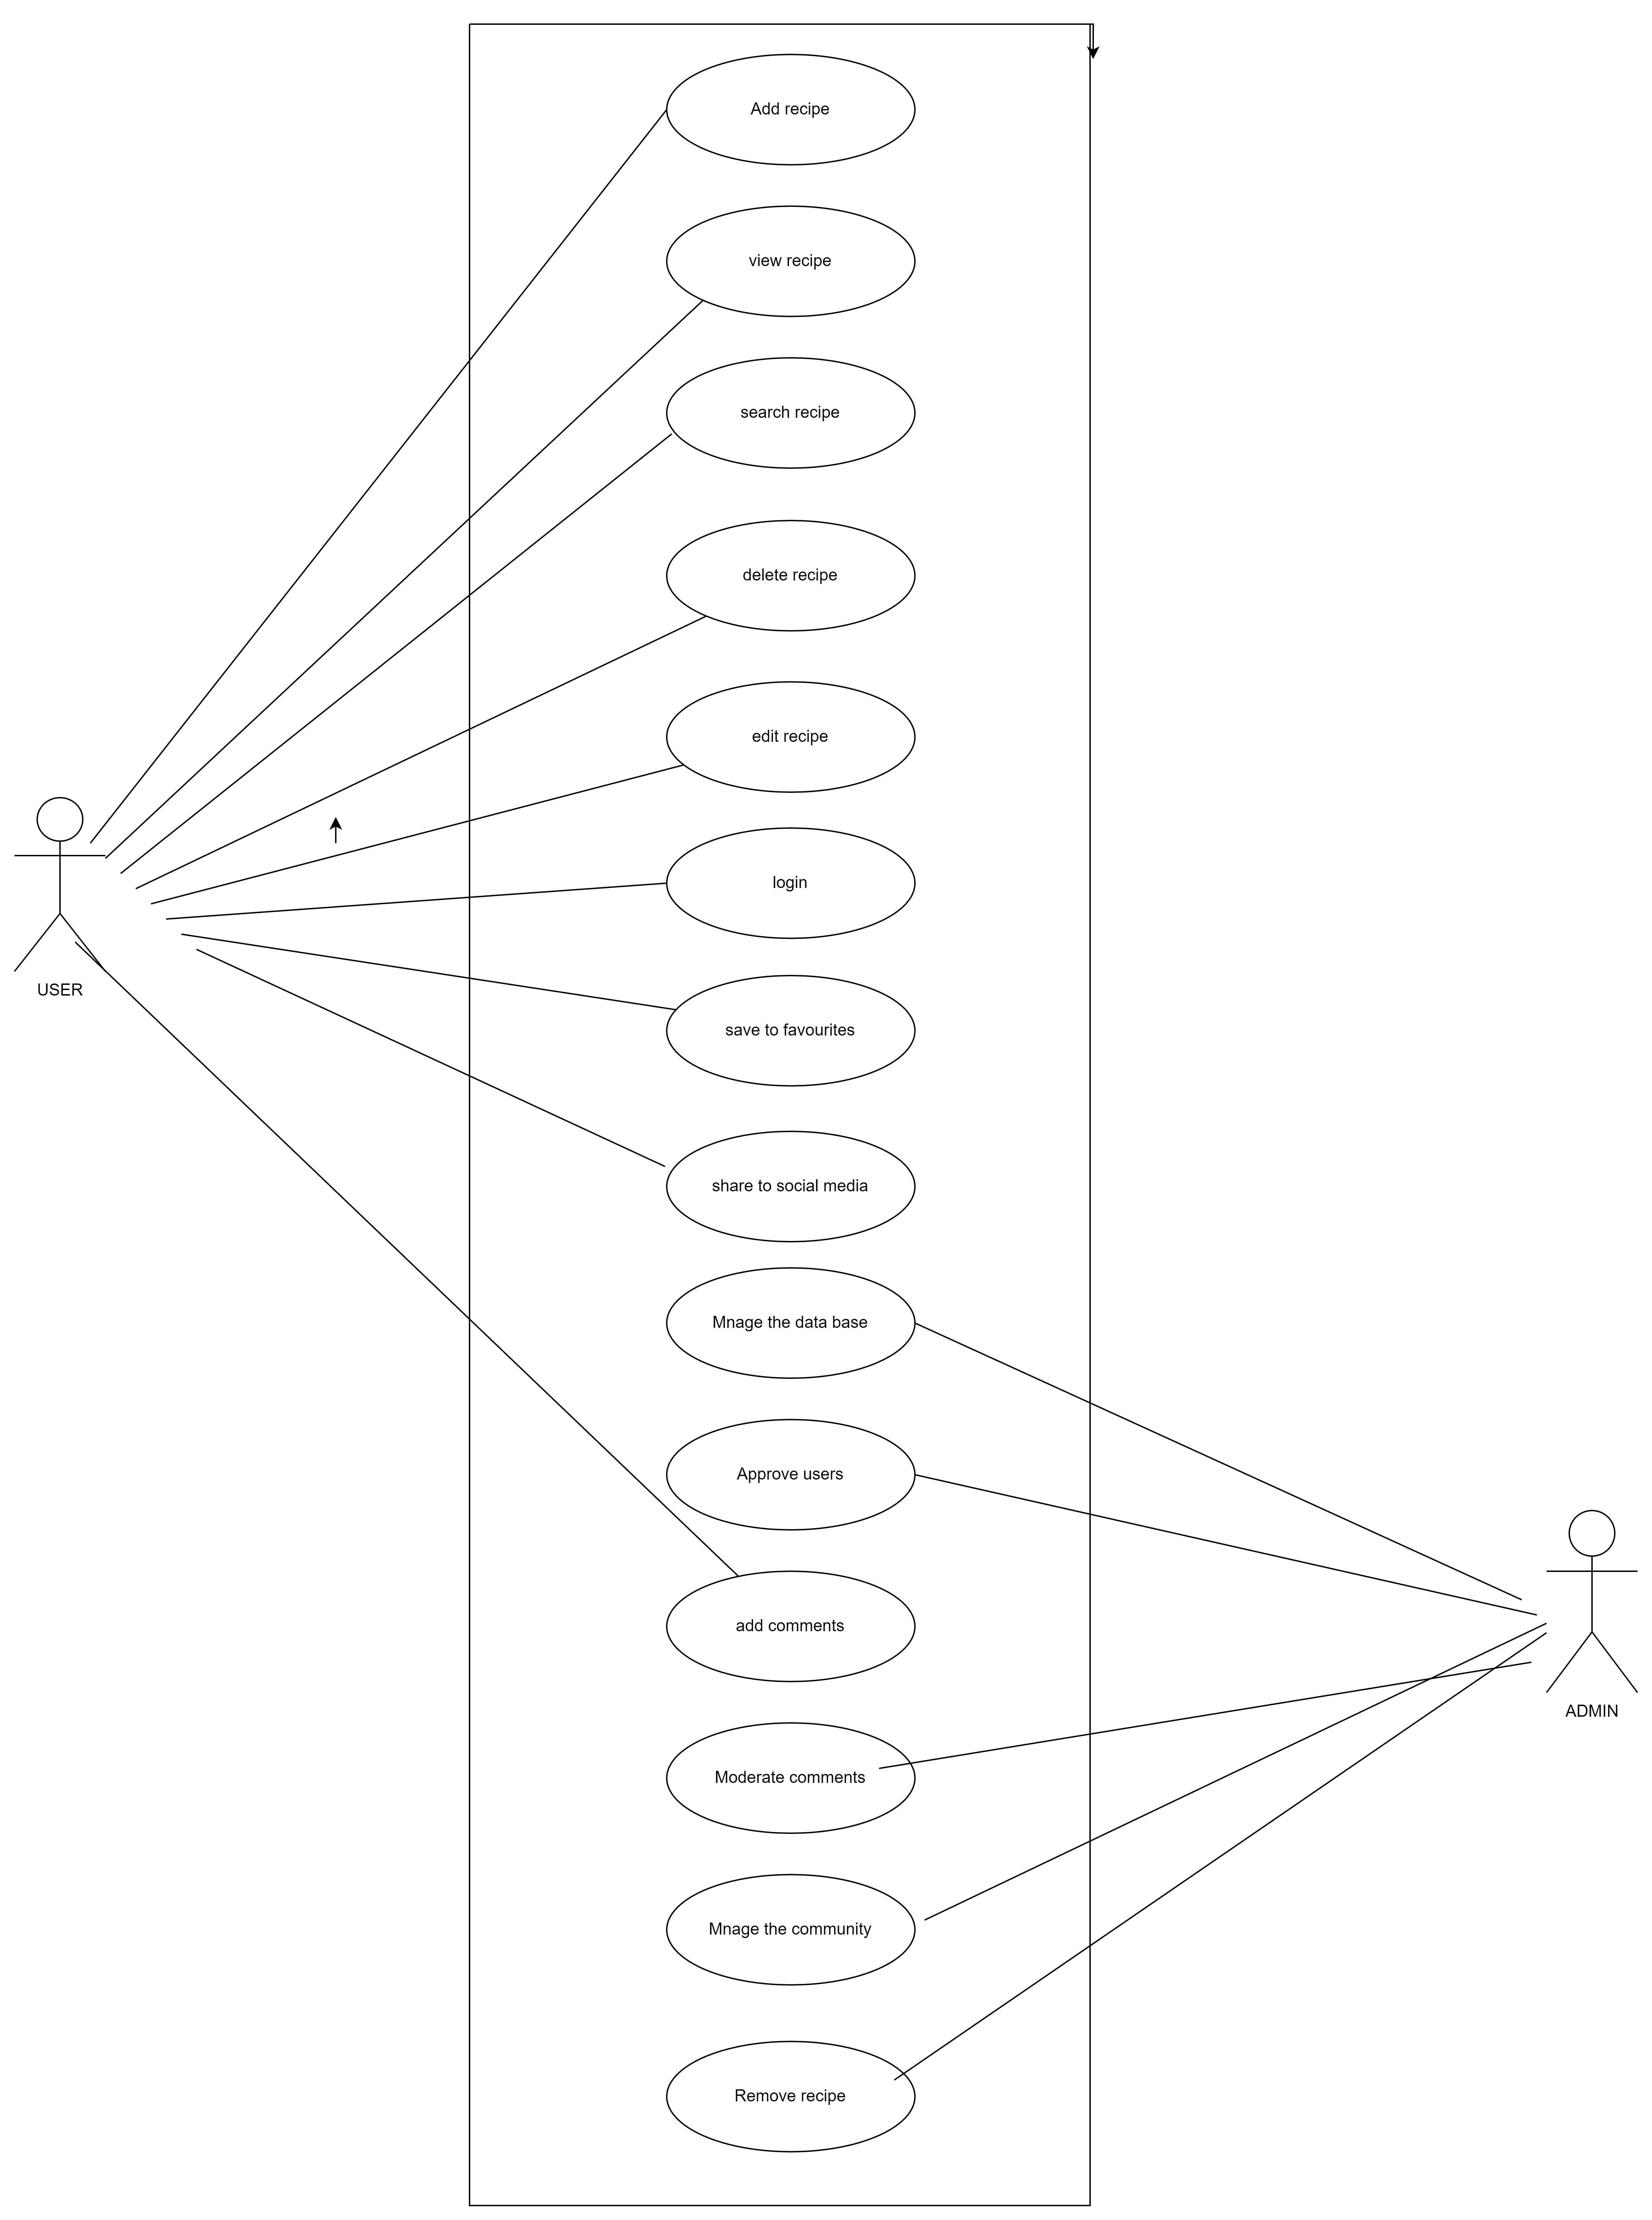 Add recipe
view recipe
search recipe
delete recipe
edit recipe
login
save to favourites
USER
share to social media
Mnage the data base
Approve users
add comments
ADMIN
Moderate comments
Mnage the community
Remove recipe